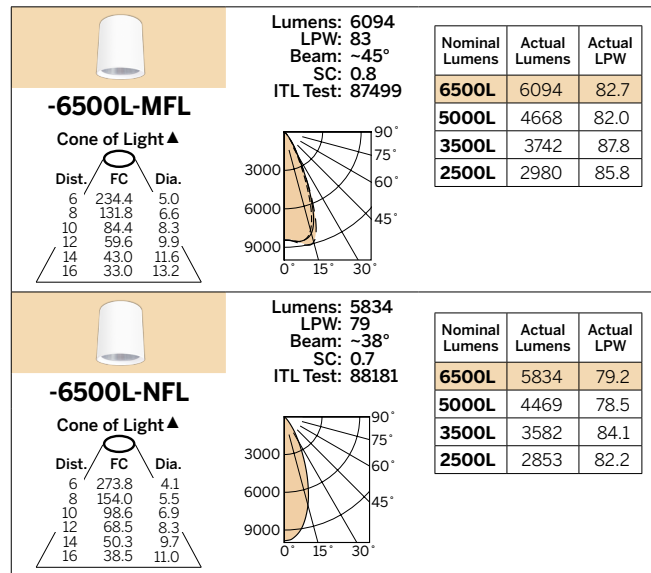 -6500L-MFL
Cone of Light▲
Dist. FC Dia.
6 234.4 5.0
8 131.8 6.6
10 84.4 8.3
12 59.6 9.9
14 43.0 11.6
16 33.0 13.2
Lumens: 6094
LPW: 83
Beam: ~45°
SC: 0.8
ITL Test: 87499
90°
75°
3000
60°
6000
45°
9000
0° 15° 30°
Nominal Lumens Actual Lumens Actual LPW
6500L 6094 82.7
5000L 4668 82.0
3500L 3742 87.8
2500L 2980 85.8
-6500L-NFL
Cone of Light▲
Dist. FC Dia.
6 273.8 4.1
8 154.0 5.5
10 98.6 6.9
12 68.5 8.3
14 50.3 9.7
16 38.5 11.0
Lumens: 5834
LPW: 79
Beam: ~38°
SC: 0.7
ITL Test: 88181
90°
75°
3000
60°
6000
45°
9000
0° 15° 30°
Nominal Lumens Actual Lumens Actual LPW
6500L 5834 79.2
5000L 4469 78.5
3500L 3582 84.1
2500L 2853 82.2